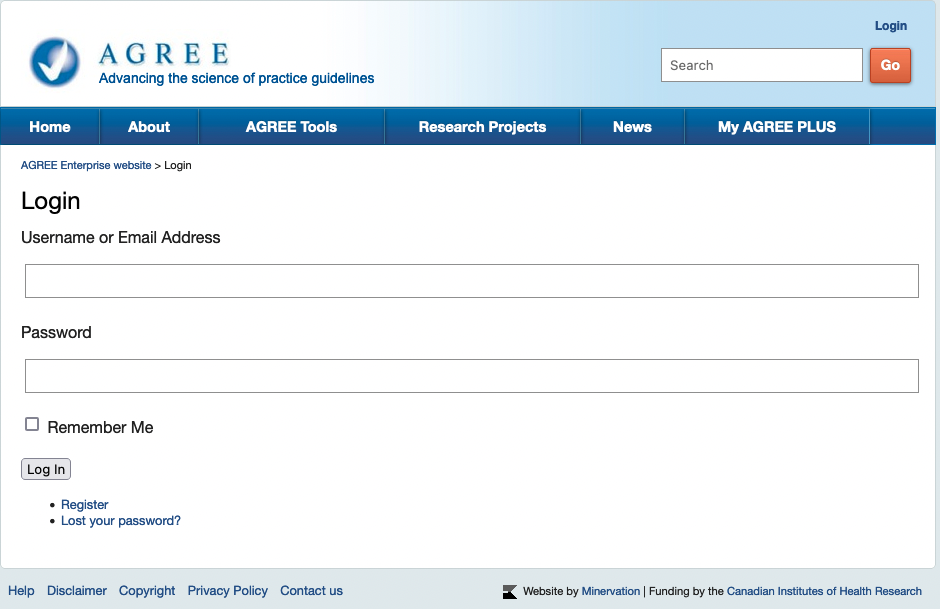 Login
AGREE
Advancing the science of practice guidelines
Search
Go
Home About AGREE Tools Research Projects News My AGREE PLUS
AGREE Enterprise website > Login
Login
Username or Email Address
Password
Remember Me
Log In
Register
Lost your password?
Help Disclaimer Copyright Privacy Policy Contact us Website by Minervation | Funding by the Canadian Institutes of Health Research